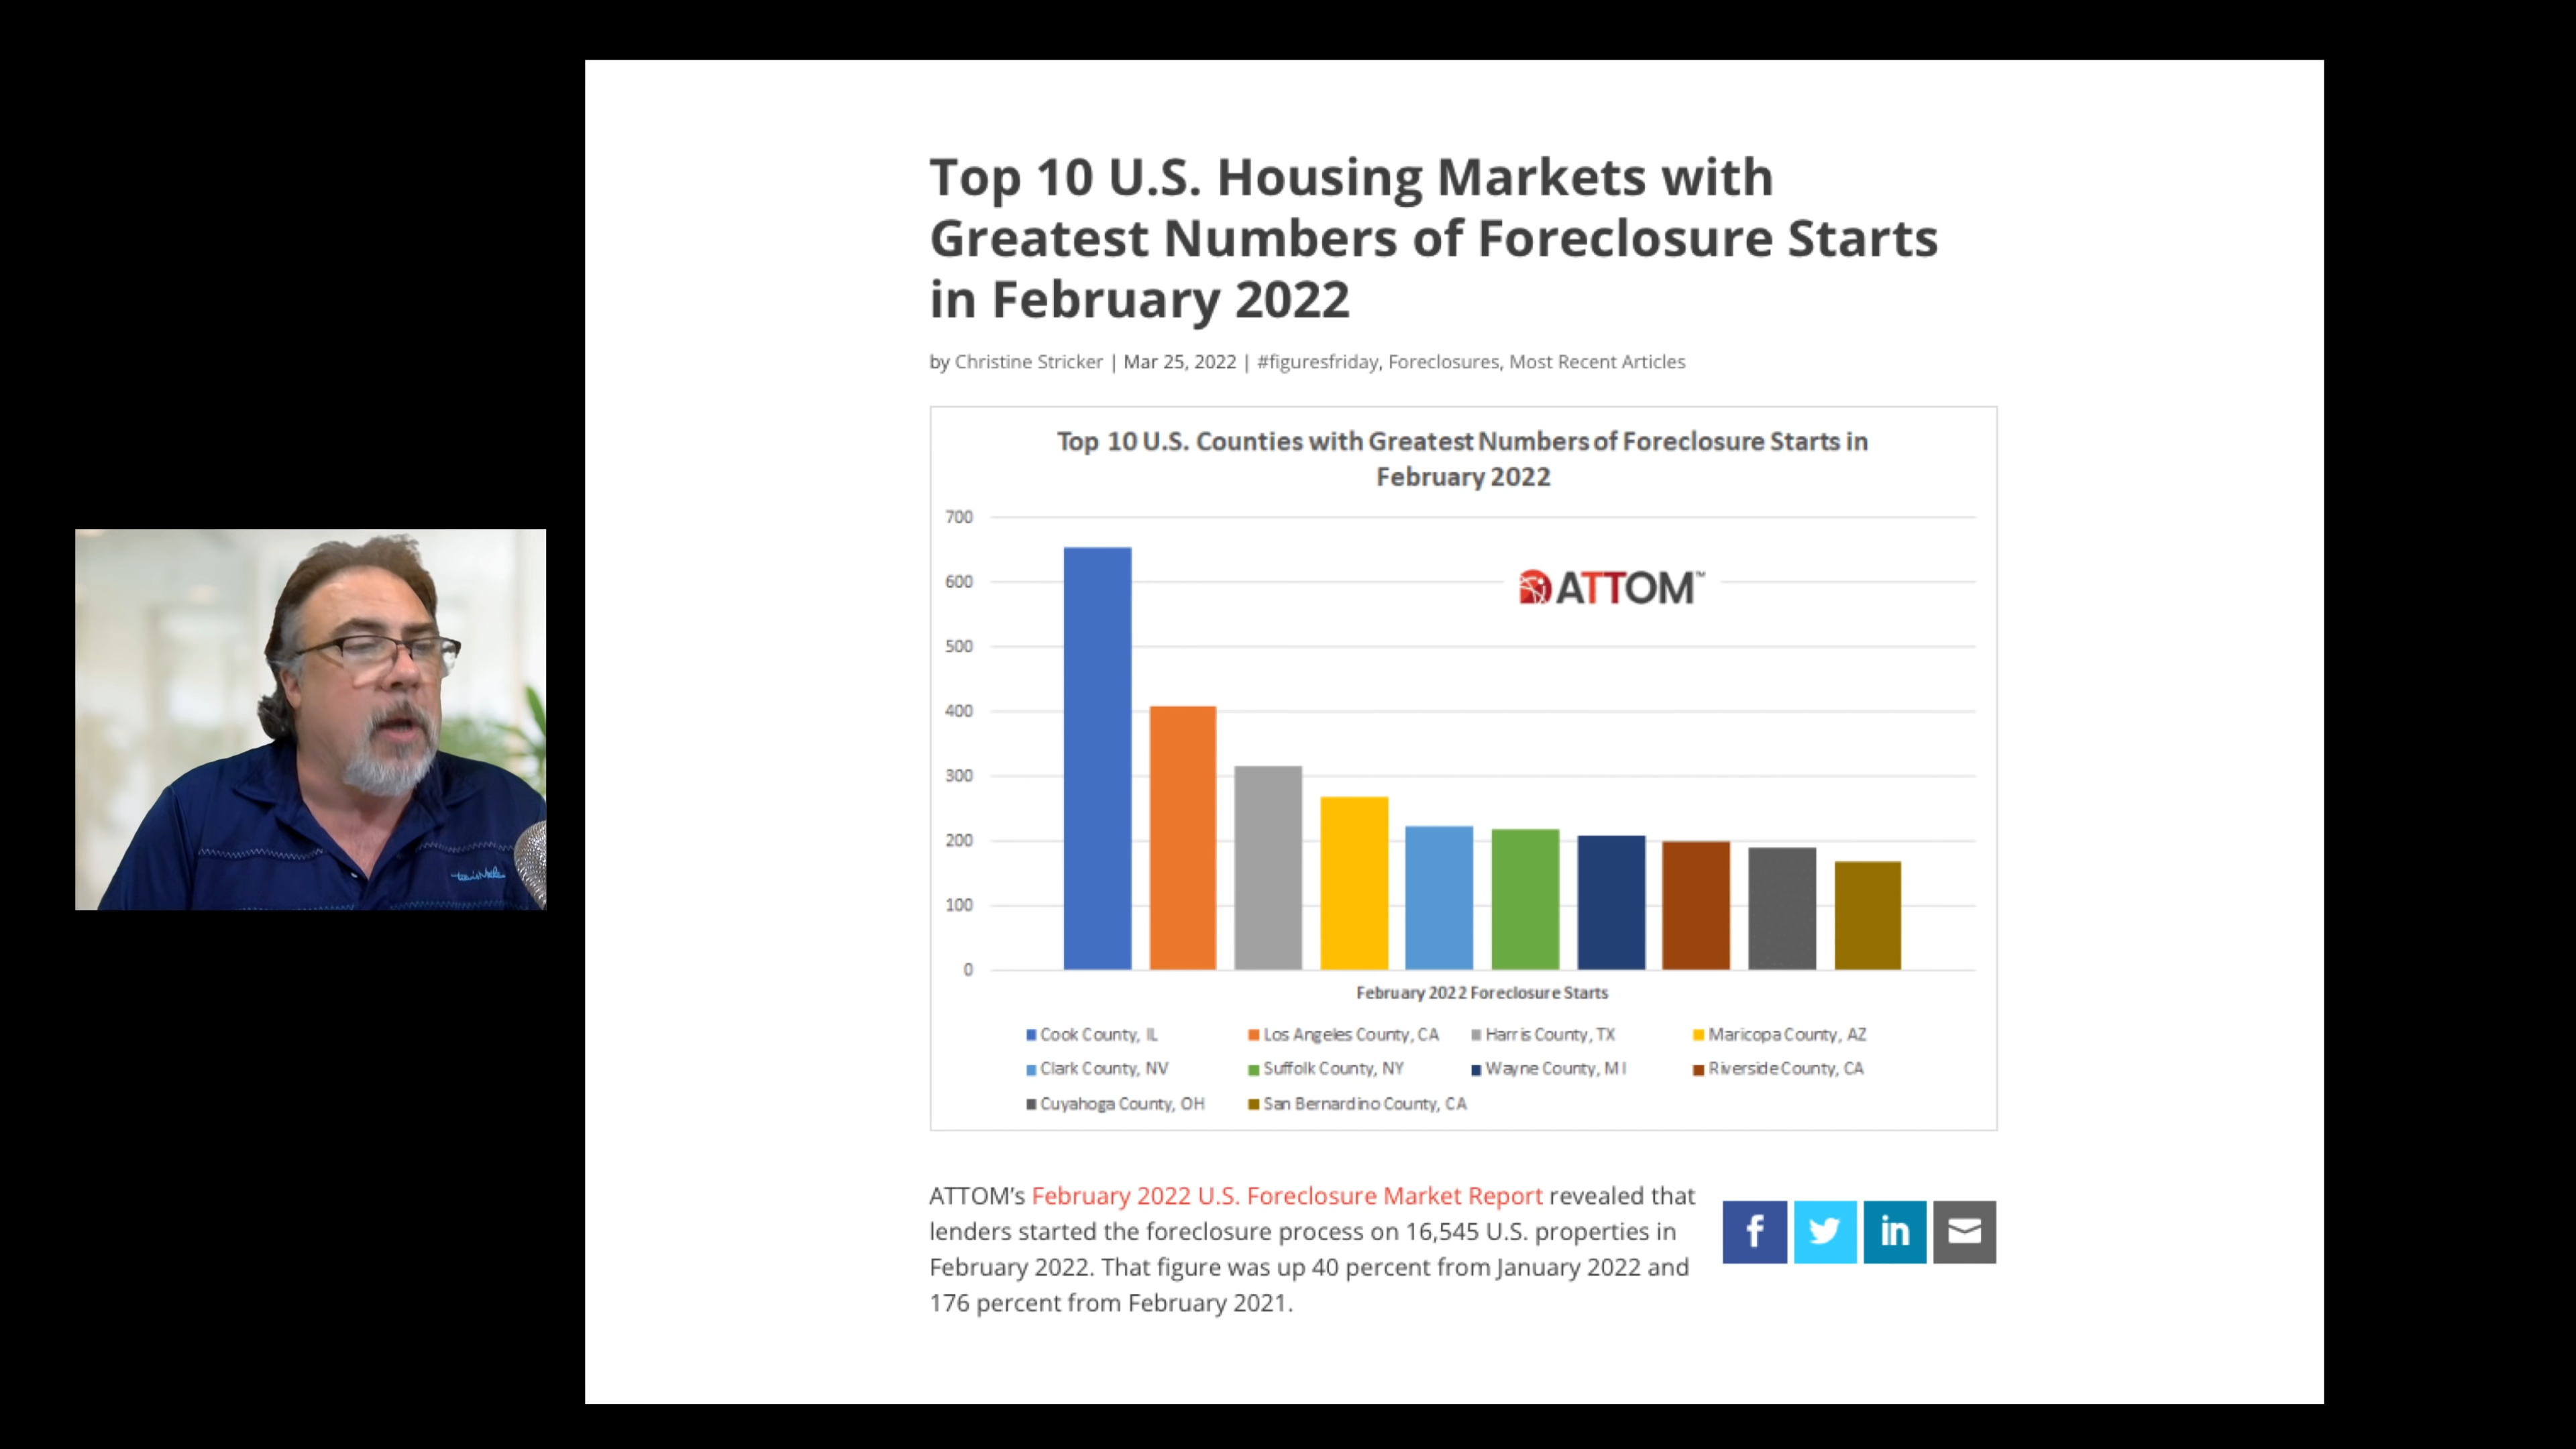 Top 10 U.S. Housing Markets with
Greatest Numbers of Foreclosure Starts
in February 2022
by Christine Stricker | Mar 25, 2022 | #figuresfriday, Foreclosures, Most Recent Articles
Top 10 U.S. Counties with Greatest Numbers of Foreclosure Starts in
February 2022
700
600
500
400
300
200
100
0
ATTOM™
February 2022 Foreclosure Starts
Cook County, IL
Los Angeles County, CA
Harris County, TX
Maricopa County, AZ
Clark County, NV
Suffolk County, NY
Wayne County, MI
Riverside County, CA
Cuyahoga County, OH
San Bernardino County, CA
ATTOM’s February 2022 U.S. Foreclosure Market Report revealed that
lenders started the foreclosure process on 16,545 U.S. properties in
February 2022. That figure was up 40 percent from January 2022 and
176 percent from February 2021.
f
in